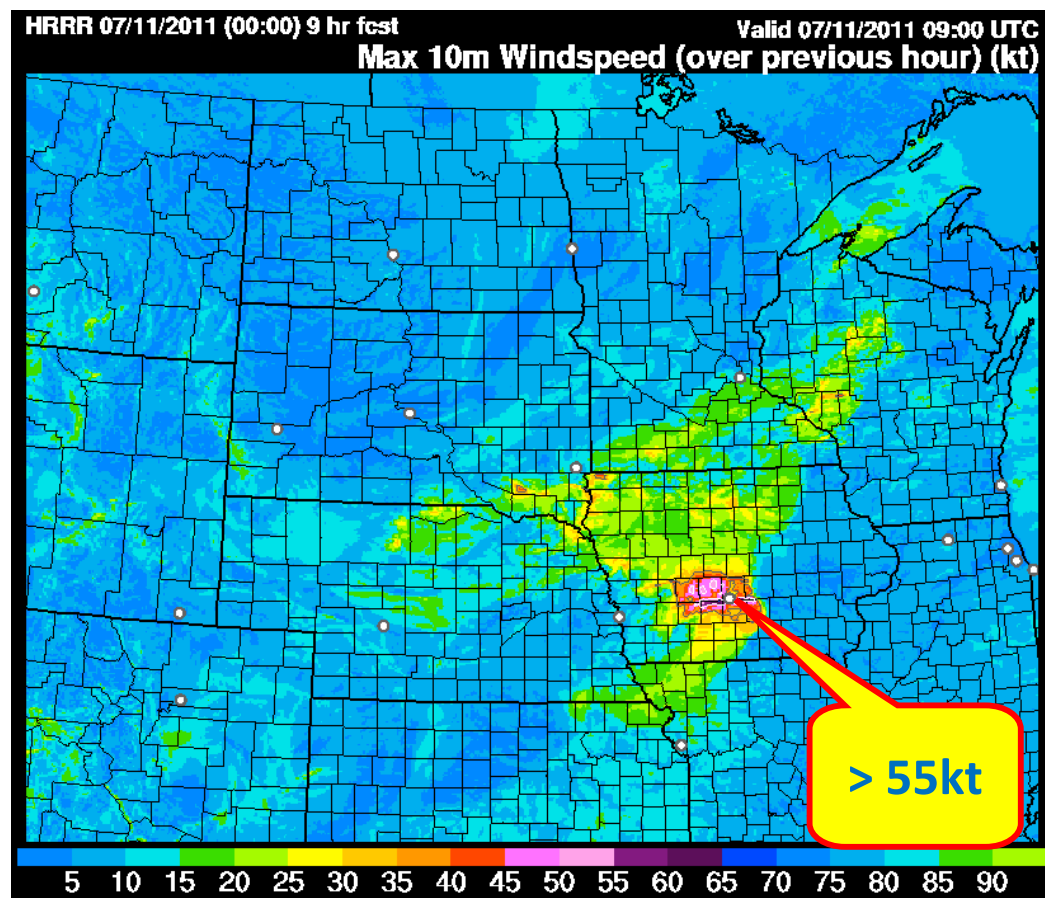 HRRR 07/11/2011 (00:00) 9 hr fcst
Valid 07/11/2011 09:00 UTC
Max 10m Windspeed (over previous hour) (kt)
> 55kt
5 10 15 20 25 30 35 40 45 50 55 60 65 70 75 80 85 90